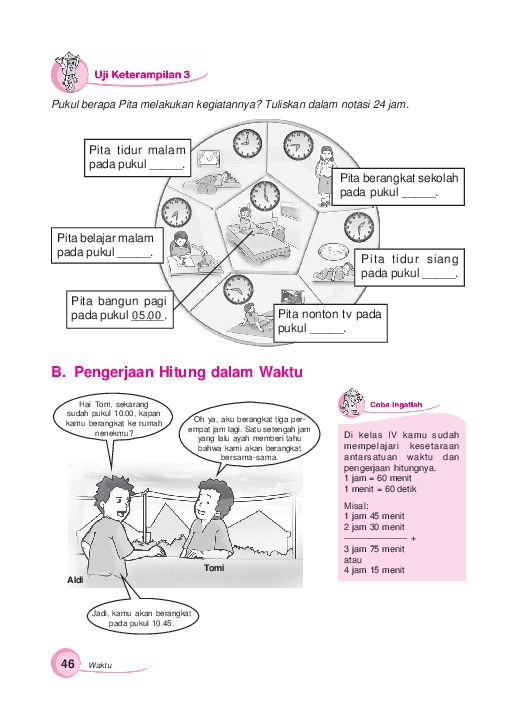 Uji Keterampilan 3
Pukul berapa Pita melakukan kegiatannya? Tuliskan dalam notasi 24 jam.
Pita tidur malam
pada pukul _____.
Pita berangkat sekolah
pada pukul _____.
Pita belajar malam
pada pukul _____.
Pita tidur siang
pada pukul _____.
Pita bangun pagi
pada pukul 05.00.
Pita nonton tv pada
pukul _____.
B. Pengerjaan Hitung dalam Waktu
Hai Tom, sekarang
sudah pukul 10.00, kapan
kamu berangkat ke rumah
nenekmu?
Oh ya, aku berangkat tiga per-
empat jam lagi. Satu setengah jam
yang lalu ayah memberi tahu
bahwa kami akan berangkat
bersama-sama.
Tomi
Aldi
Jadi, kamu akan berangkat
pada pukul 10.45.
Coba Ingatlah
Di kelas IV kamu sudah
mempelajari kesetaraan
antarsatuan waktu dan
pengerjaan hitungnya.
1 jam = 60 menit
1 menit = 60 detik
Misal:
1 jam 45 menit
2 jam 30 menit
+
3 jam 75 menit
atau
4 jam 15 menit
46 Waktu